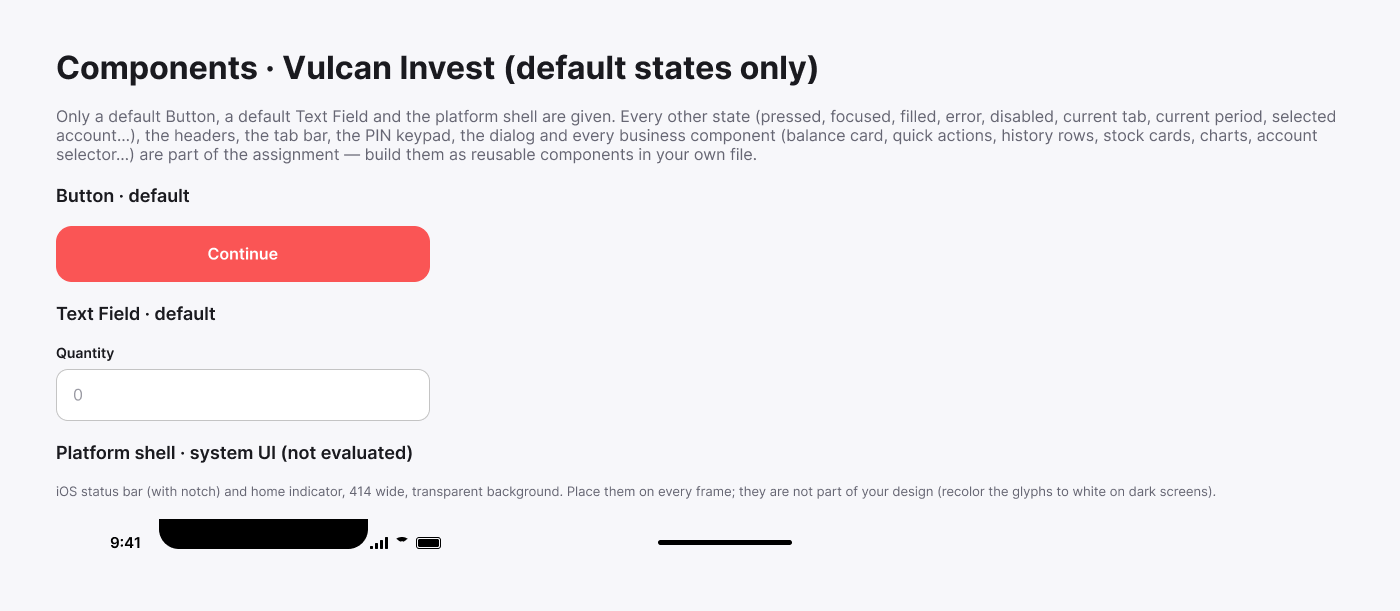 Components · Vulcan Invest (default states only)
Only a default Button, a default Text Field and the platform shell are given. Every other state (pressed, focused, filled, error, disabled, current tab, current period, selected
account…), the headers, the tab bar, the PIN keypad, the dialog and every business component (balance card, quick actions, history rows, stock cards, charts, account
selector…) are part of the assignment — build them as reusable components in your own file.
Button · default
Continue
Text Field · default
Quantity
0
Platform shell · system UI (not evaluated)
iOS status bar (with notch) and home indicator, 414 wide, transparent background. Place them on every frame; they are not part of your design (recolor the glyphs to white on dark screens).
9:41